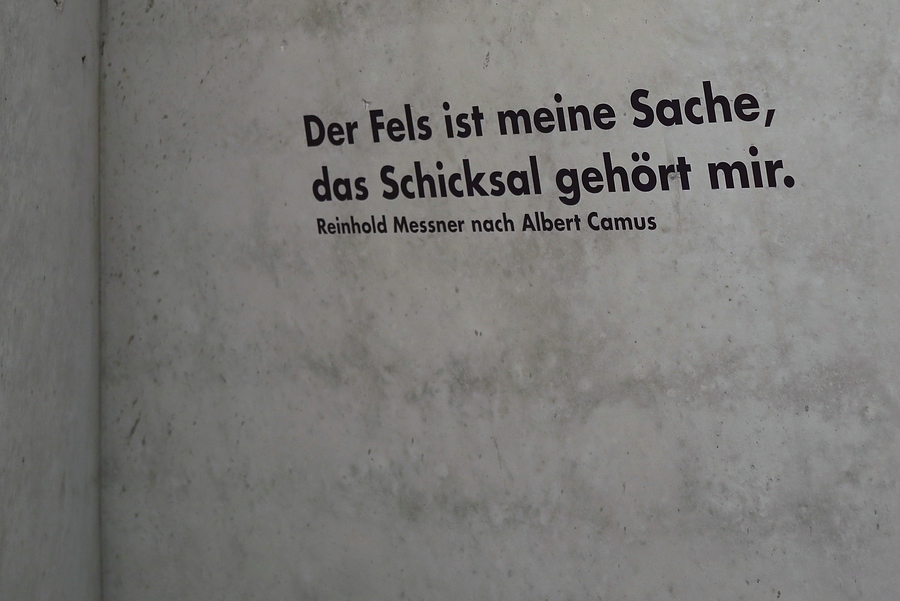 Der Fels ist meine Sache,
das Schicksal gehört mir.
Reinhold Messner nach Albert Camus